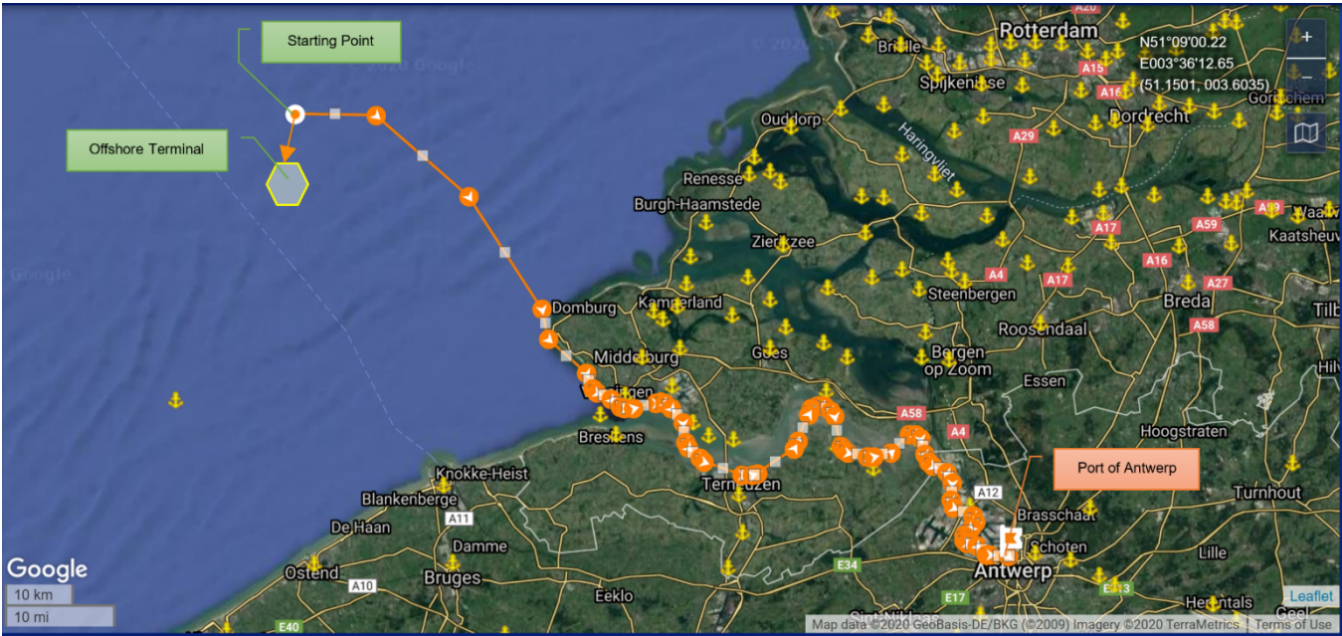 Starting Point
Offshore Terminal
Rotterdam
N51°09'00.22
E003°36'12.65
(51.1501, 003.6035)
+
−
A20
Brielle
A15
Spijkenisse
A16
Dordrecht
Ouddorp
Haringvliet
A29
Renesse
Burgh-Haamstede
A59
A17
A59
Zierikzee
A16
Kaatsheuv
Google
A4
A17
A27
Steenbergen
Breda
Domburg
Kamperland
Tilb
Roosendaal
A58
Middelburg
Goes
Bergen
op Zoom
Essen
A58
A4
Hoogstraten
Breskens
Knokke-Heist
Terneuzen
Port of Antwerp
A12
Turnhout
Blankenberge
A11
Brasschaat
De Haan
Damme
Schoten
Lille
Google
Ostend
A10
Bruges
E34
Antwerp
10 km
10 mi
Eeklo
E17
E313
Herentals
Leaflet
Geel
E40
Map data ©2020 GeoBasis-DE/BKG (©2009) Imagery ©2020 TerraMetrics | Terms of Use